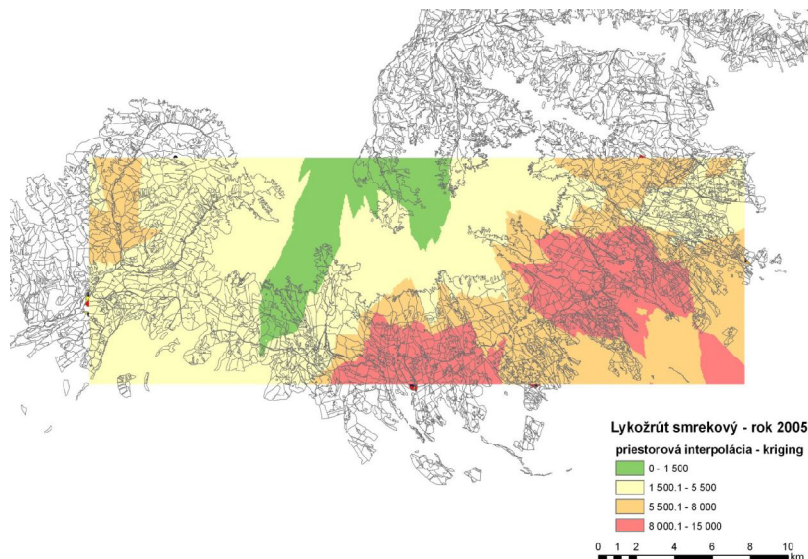 Lykožrút smrekový - rok 2005
priestorová interpolácia - kriging
0 - 1 500
1 500.1 - 5 500
5 500.1 - 8 000
8 000.1 - 15 000
0 1 2 4 6 8 10
km